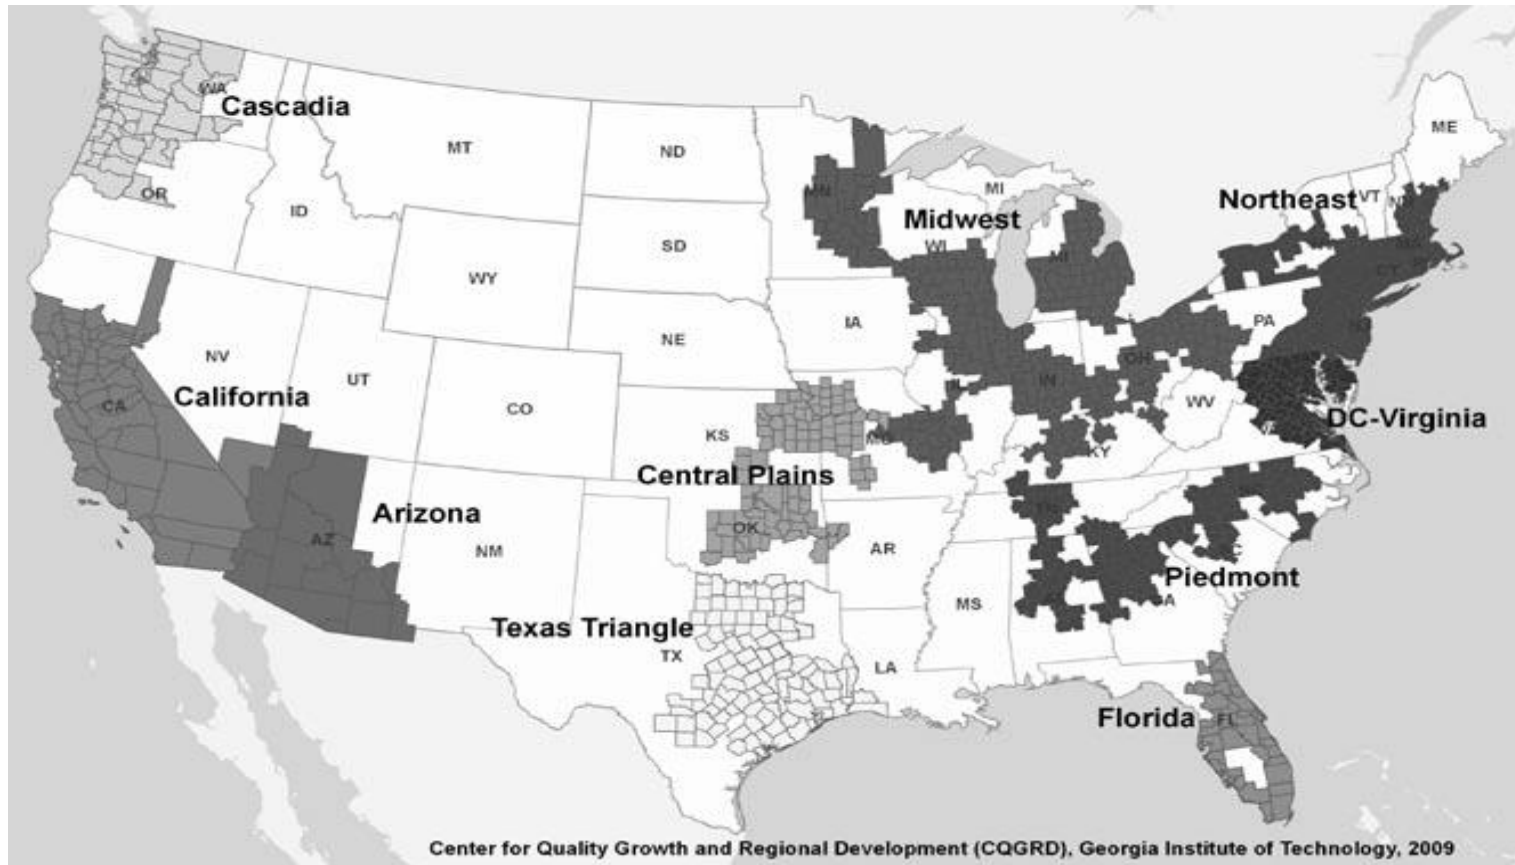 WA
Cascadia
ME
MT
ND
MI
OR
MN
Northeast
VT
ID
Midwest
SD
WI
MI
MA
CT
WY
IA
PA
NE
NV
OH
UT
IN
California
WV
CA
CO
DC-Virginia
KS
KY
Central Plains
Arizona
OK
AZ
NM
AR
Piedmont
MS
Texas Triangle
TX
LA
Florida
FL
Center for Quality Growth and Regional Development (CQGRD), Georgia Institute of Technology, 2009